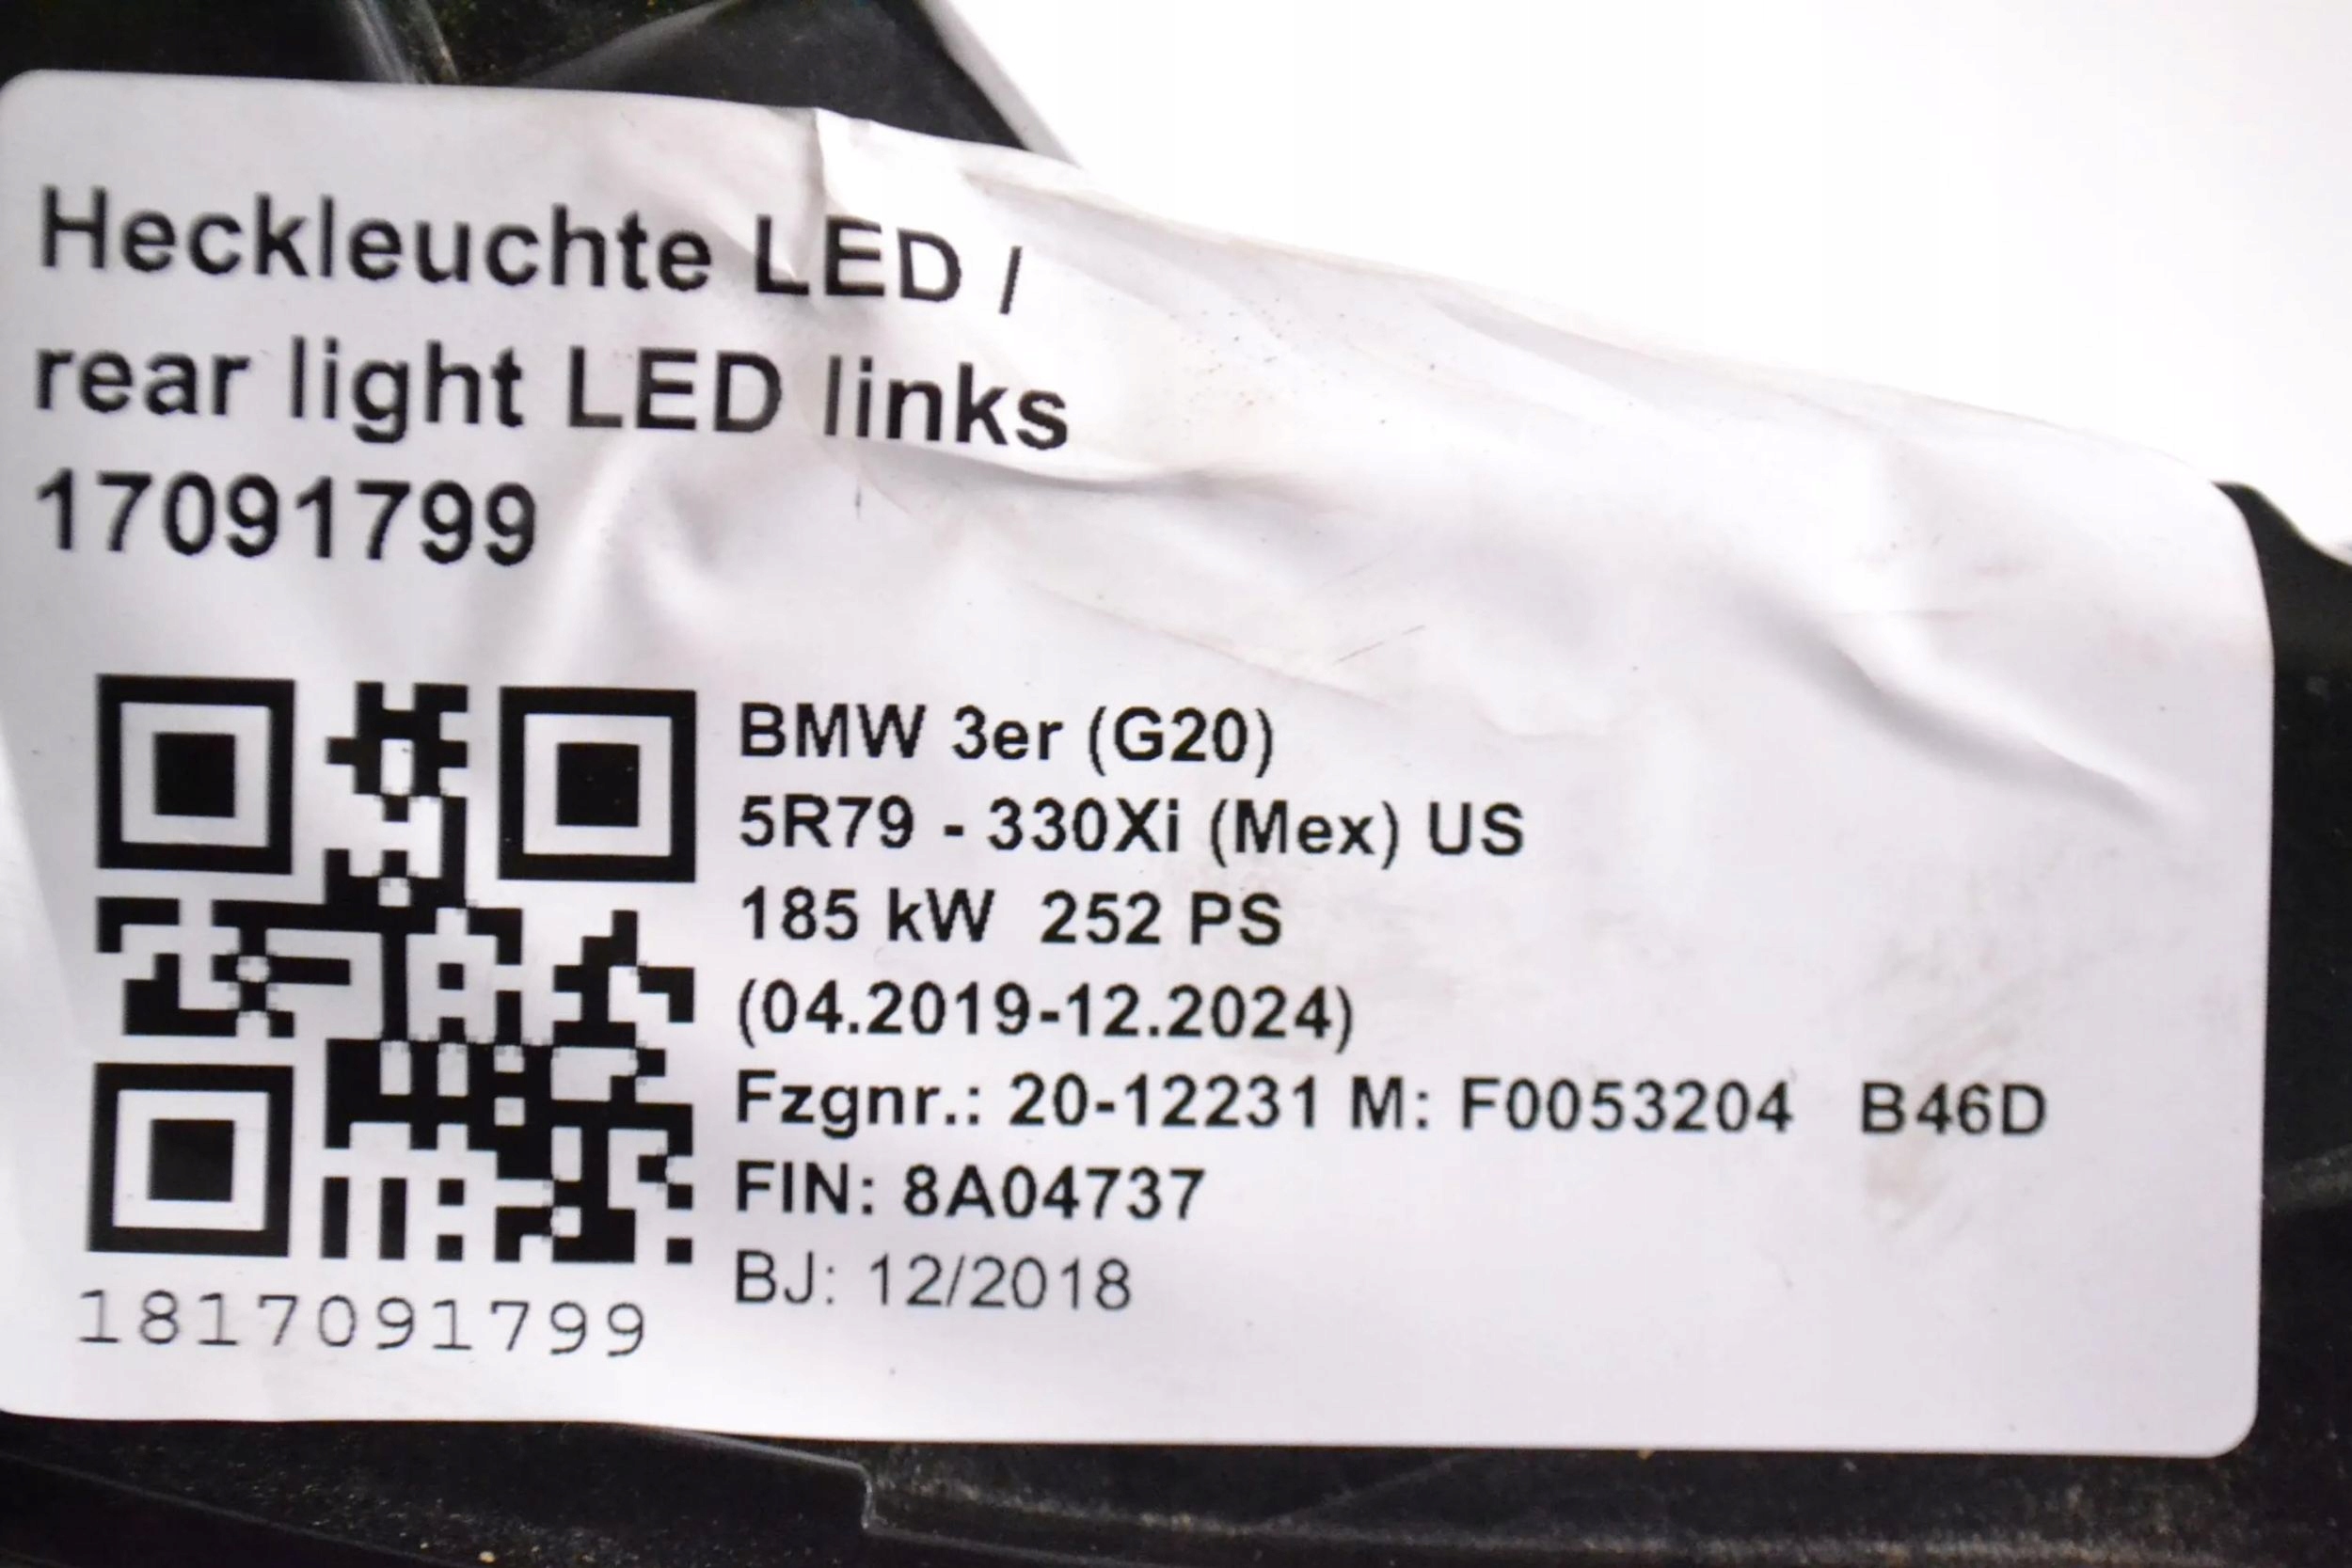 Heckleuchte LED /
rear light LED links
17091799
BMW 3er (G20)
5R79 - 330Xi (Mex) US
185 kW 252 PS
(04.2019-12.2024)
Fzgnr.: 20-12231 M: F0053204 B46D
FIN: 8A04737
BJ: 12/2018
1817091799